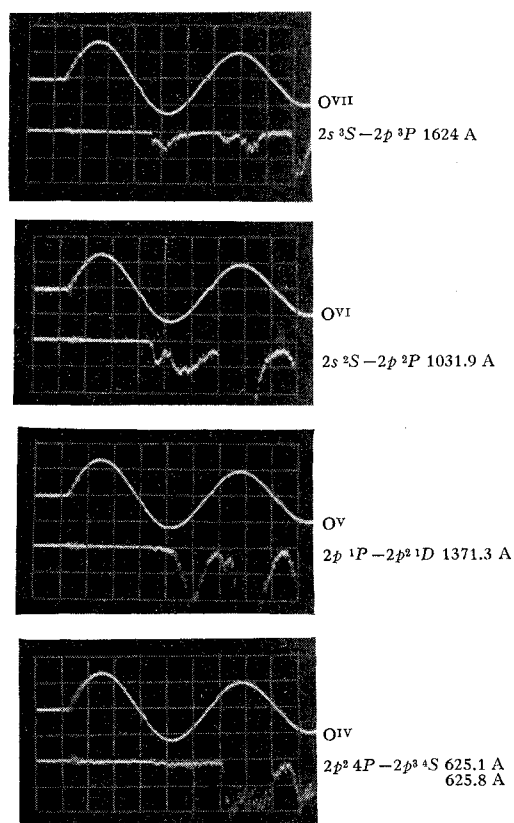 OVII
2s ³S—2p ³P 1624 A
OVI
2s ²S—2p ²P 1031.9 A
OV
2p ¹P—2p² ¹D 1371.3 A
OIV
2p² 4P—2p³ ⁴S 625.1 A
625.8 A